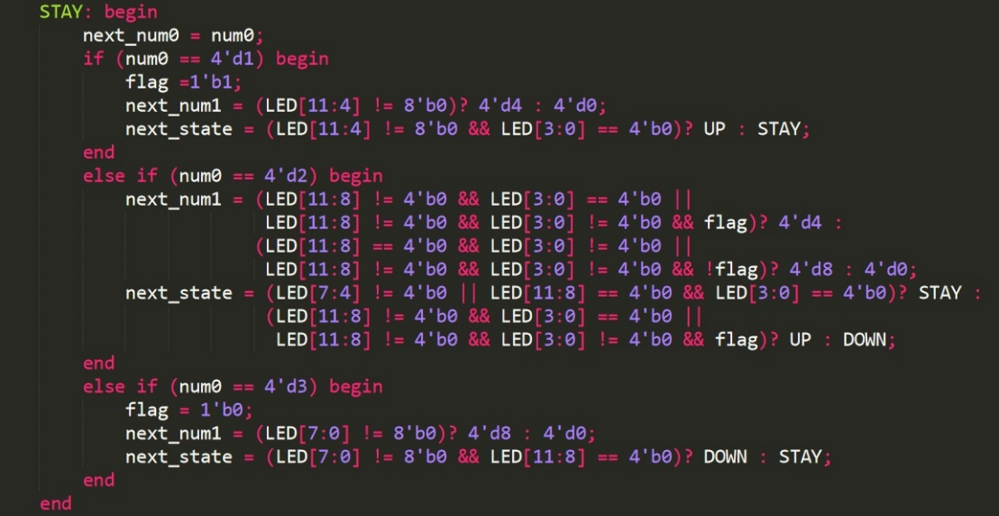 STAY: begin
next_num0 = num0;
if (num0 == 4'd1) begin
flag =1'b1;
next_num1 = (LED[11:4] != 8'b0)? 4'd4 : 4'd0;
next_state = (LED[11:4] != 8'b0 && LED[3:0] == 4'b0)? UP : STAY;
end
else if (num0 == 4'd2) begin
next_num1 = (LED[11:8] != 4'b0 && LED[3:0] == 4'b0 ||
LED[11:8] != 4'b0 && LED[3:0] != 4'b0 && flag)? 4'd4 :
(LED[11:8] == 4'b0 && LED[3:0] != 4'b0 ||
LED[11:8] != 4'b0 && LED[3:0] != 4'b0 && !flag)? 4'd8 : 4'd0;
next_state = (LED[7:4] != 4'b0 || LED[11:8] == 4'b0 && LED[3:0] == 4'b0)? STAY :
(LED[11:8] != 4'b0 && LED[3:0] == 4'b0 ||
LED[11:8] != 4'b0 && LED[3:0] != 4'b0 && flag)? UP : DOWN;
end
else if (num0 == 4'd3) begin
flag = 1'b0;
next_num1 = (LED[7:0] != 8'b0)? 4'd8 : 4'd0;
next_state = (LED[7:0] != 8'b0 && LED[11:8] == 4'b0)? DOWN : STAY;
end
end